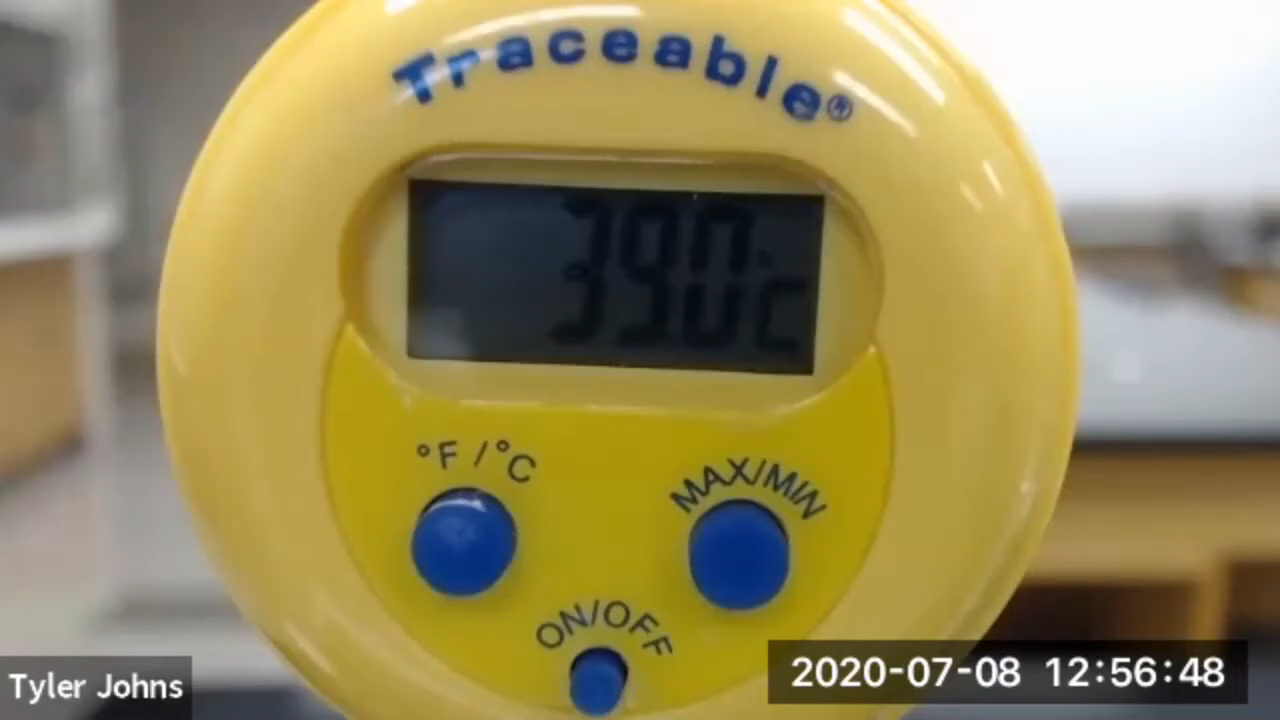 Traceable®
39.0°C
°F/°C
MAX/MIN
ON/OFF
Tyler Johns
2020-07-08 12:56:48